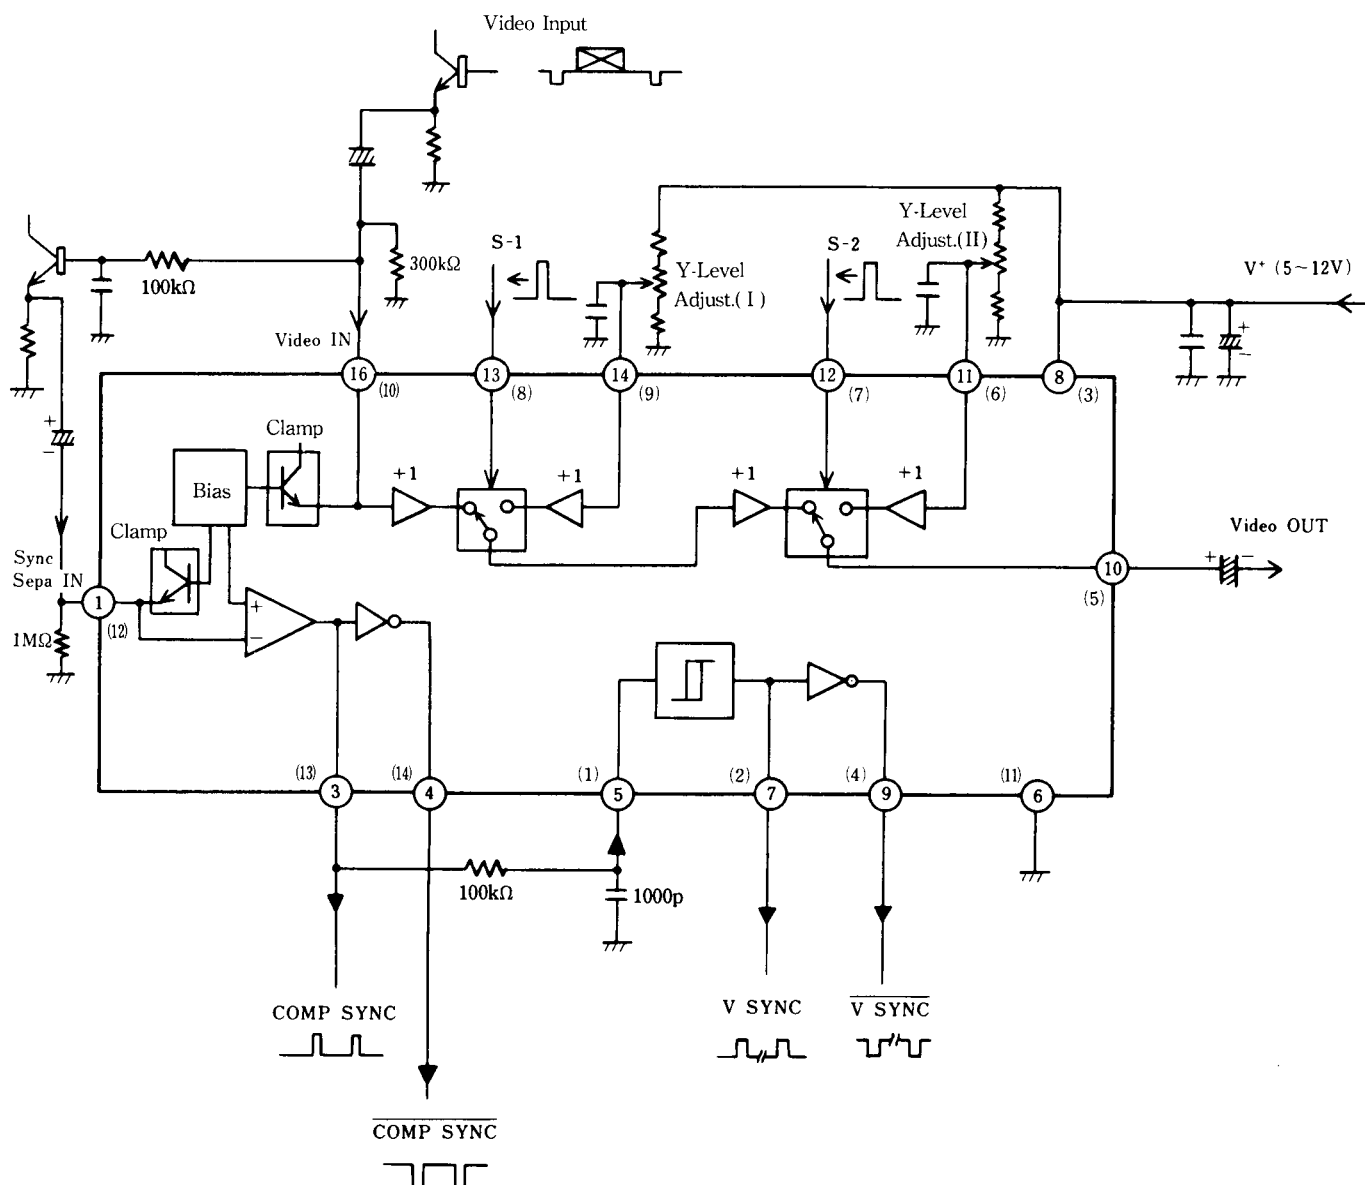 Video Input
Y-Level
Adjust.(II)
S-1
S-2
300kΩ
Y-Level
Adjust.(I)
V⁺ (5~12V)
100kΩ
Video IN
16
13
14
12
11
8
(10)
(8)
(9)
(7)
(6)
(3)
Clamp
+1
+1
+1
+1
Bias
Clamp
Video OUT
+
-
Sync
Sepa IN
+
-
10
(5)
1
(12)
1MΩ
+
-
+
-
(13)
(14)
(1)
(2)
(4)
(11)
3
4
5
7
9
6
100kΩ
1000p
COMP SYNC
V SYNC
V SYNC
COMP SYNC